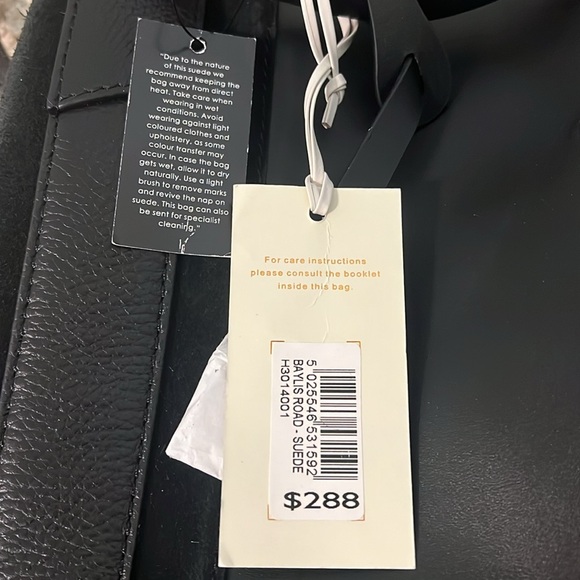 "Due to the nature
of this suede we
recommend keeping the
bag away from direct
heat. Take care when
wearing in wet
conditions. Avoid
wearing against light
coloured clothes and
upholstery, as some
colour transfer may
occur. In case the bag
gets wet, allow it to dry
naturally. Use a light
brush to remove marks
and revive the nap on
suede. This bag can also
be sent for specialist
cleaning."
For care instructions
please consult the booklet
inside this bag.
5 025546 531592
BAYLIS ROAD - SUEDE
H3014001
$288